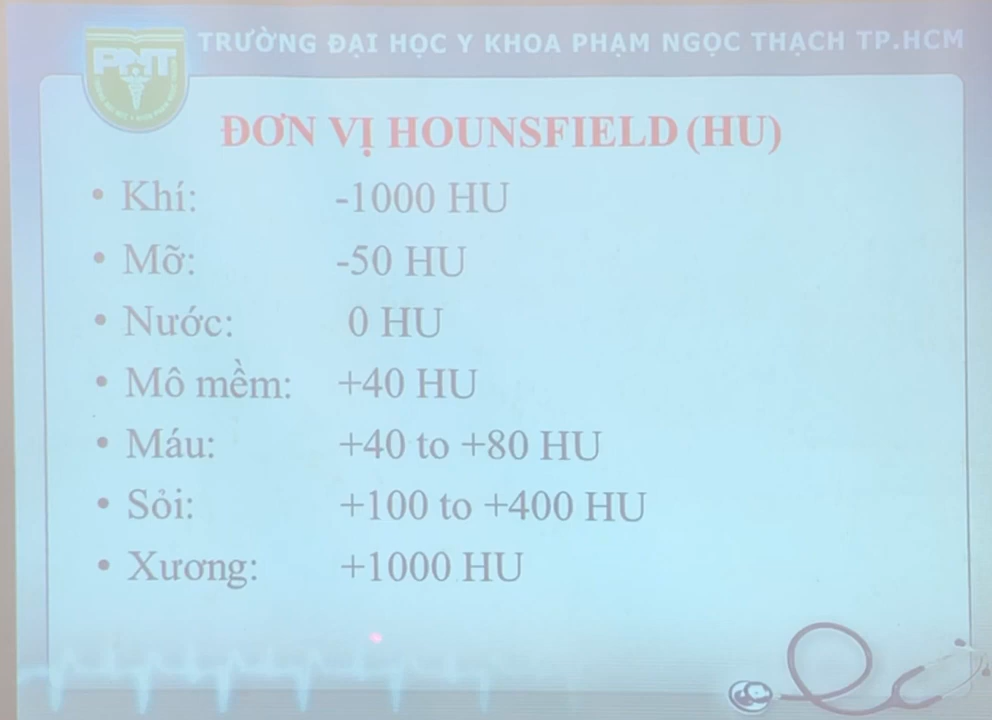 PNT
TRƯỜNG ĐẠI HỌC Y KHOA PHẠM NGỌC THẠCH TP.HCM
ĐƠN VỊ HOUNSFIELD (HU)
• Khí: -1000 HU
• Mỡ: -50 HU
• Nước: 0 HU
• Mô mềm: +40 HU
• Máu: +40 to +80 HU
• Sỏi: +100 to +400 HU
• Xương: +1000 HU